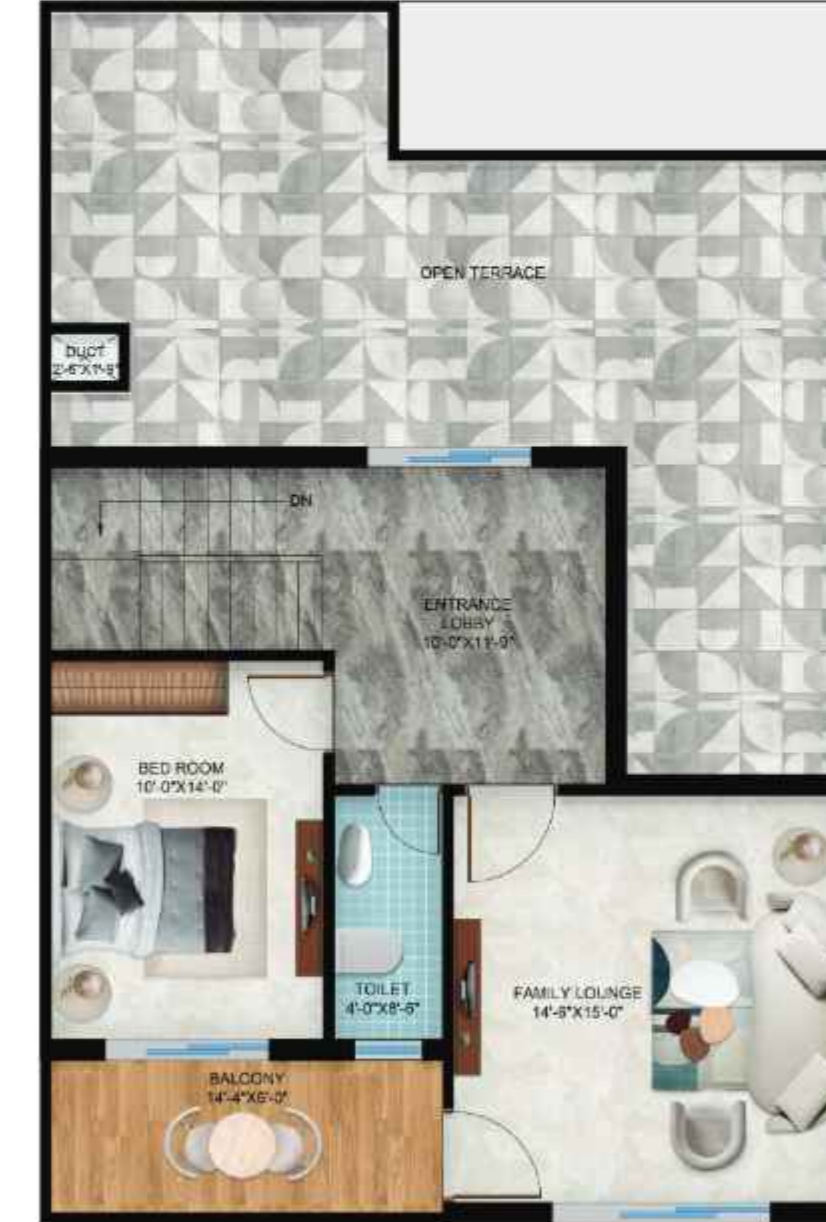 OPEN TERRACE
DUCT
2'-6"X1'-9"
DN
ENTRANCE
LOBBY
10'-0"X11'-9"
BED ROOM
10'-0"X14'-0"
TOILET
4'-0"X8'-6"
FAMILY LOUNGE
14'-6"X15'-0"
BALCONY
14'-4"X6'-0"